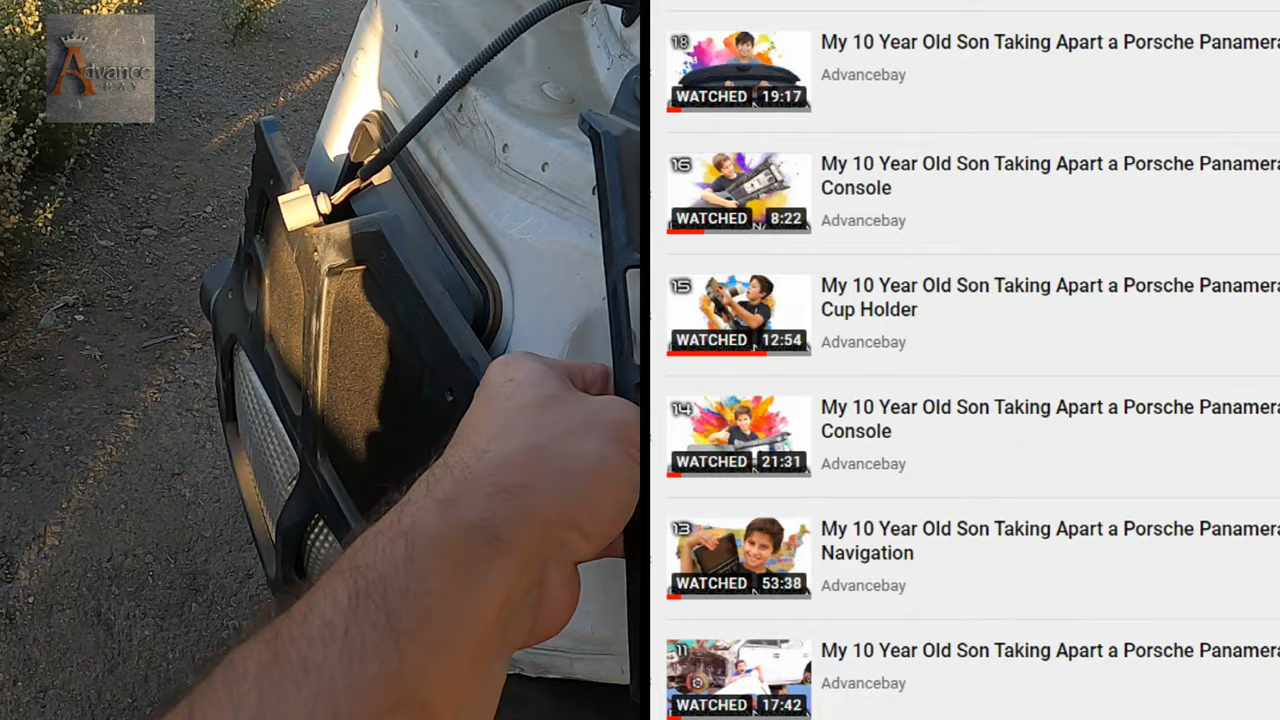 Advance
BAY
18
My 10 Year Old Son Taking Apart a Porsche Panamera
Advancebay
WATCHED 19:17
16
My 10 Year Old Son Taking Apart a Porsche Panamera
Console
Advancebay
WATCHED 8:22
15
My 10 Year Old Son Taking Apart a Porsche Panamera
Cup Holder
Advancebay
WATCHED 12:54
14
My 10 Year Old Son Taking Apart a Porsche Panamera
Console
Advancebay
WATCHED 21:31
13
My 10 Year Old Son Taking Apart a Porsche Panamera
Navigation
Advancebay
WATCHED 53:38
11
My 10 Year Old Son Taking Apart a Porsche Panamera
Advancebay
WATCHED 17:42